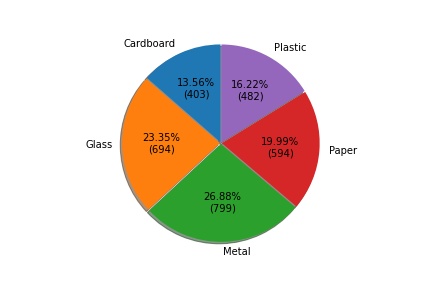 Cardboard
13.56%
(403)
Plastic
16.22%
(482)
Glass
23.35%
(694)
Paper
19.99%
(594)
26.88%
(799)
Metal